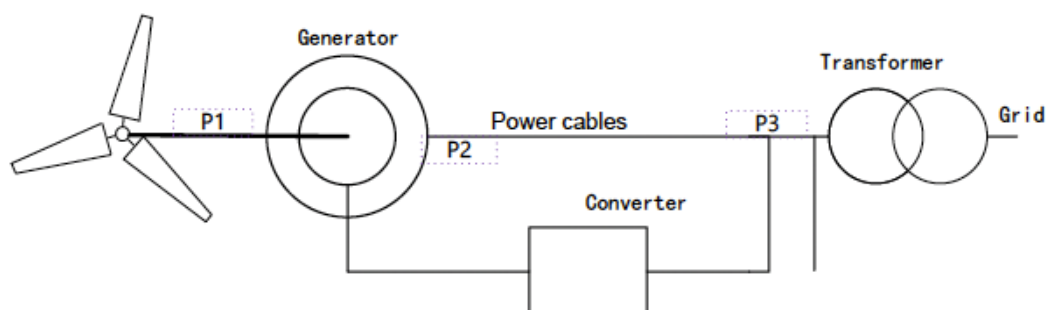 Generator
Transformer
P1
Power cables
P3
Grid
P2
Converter